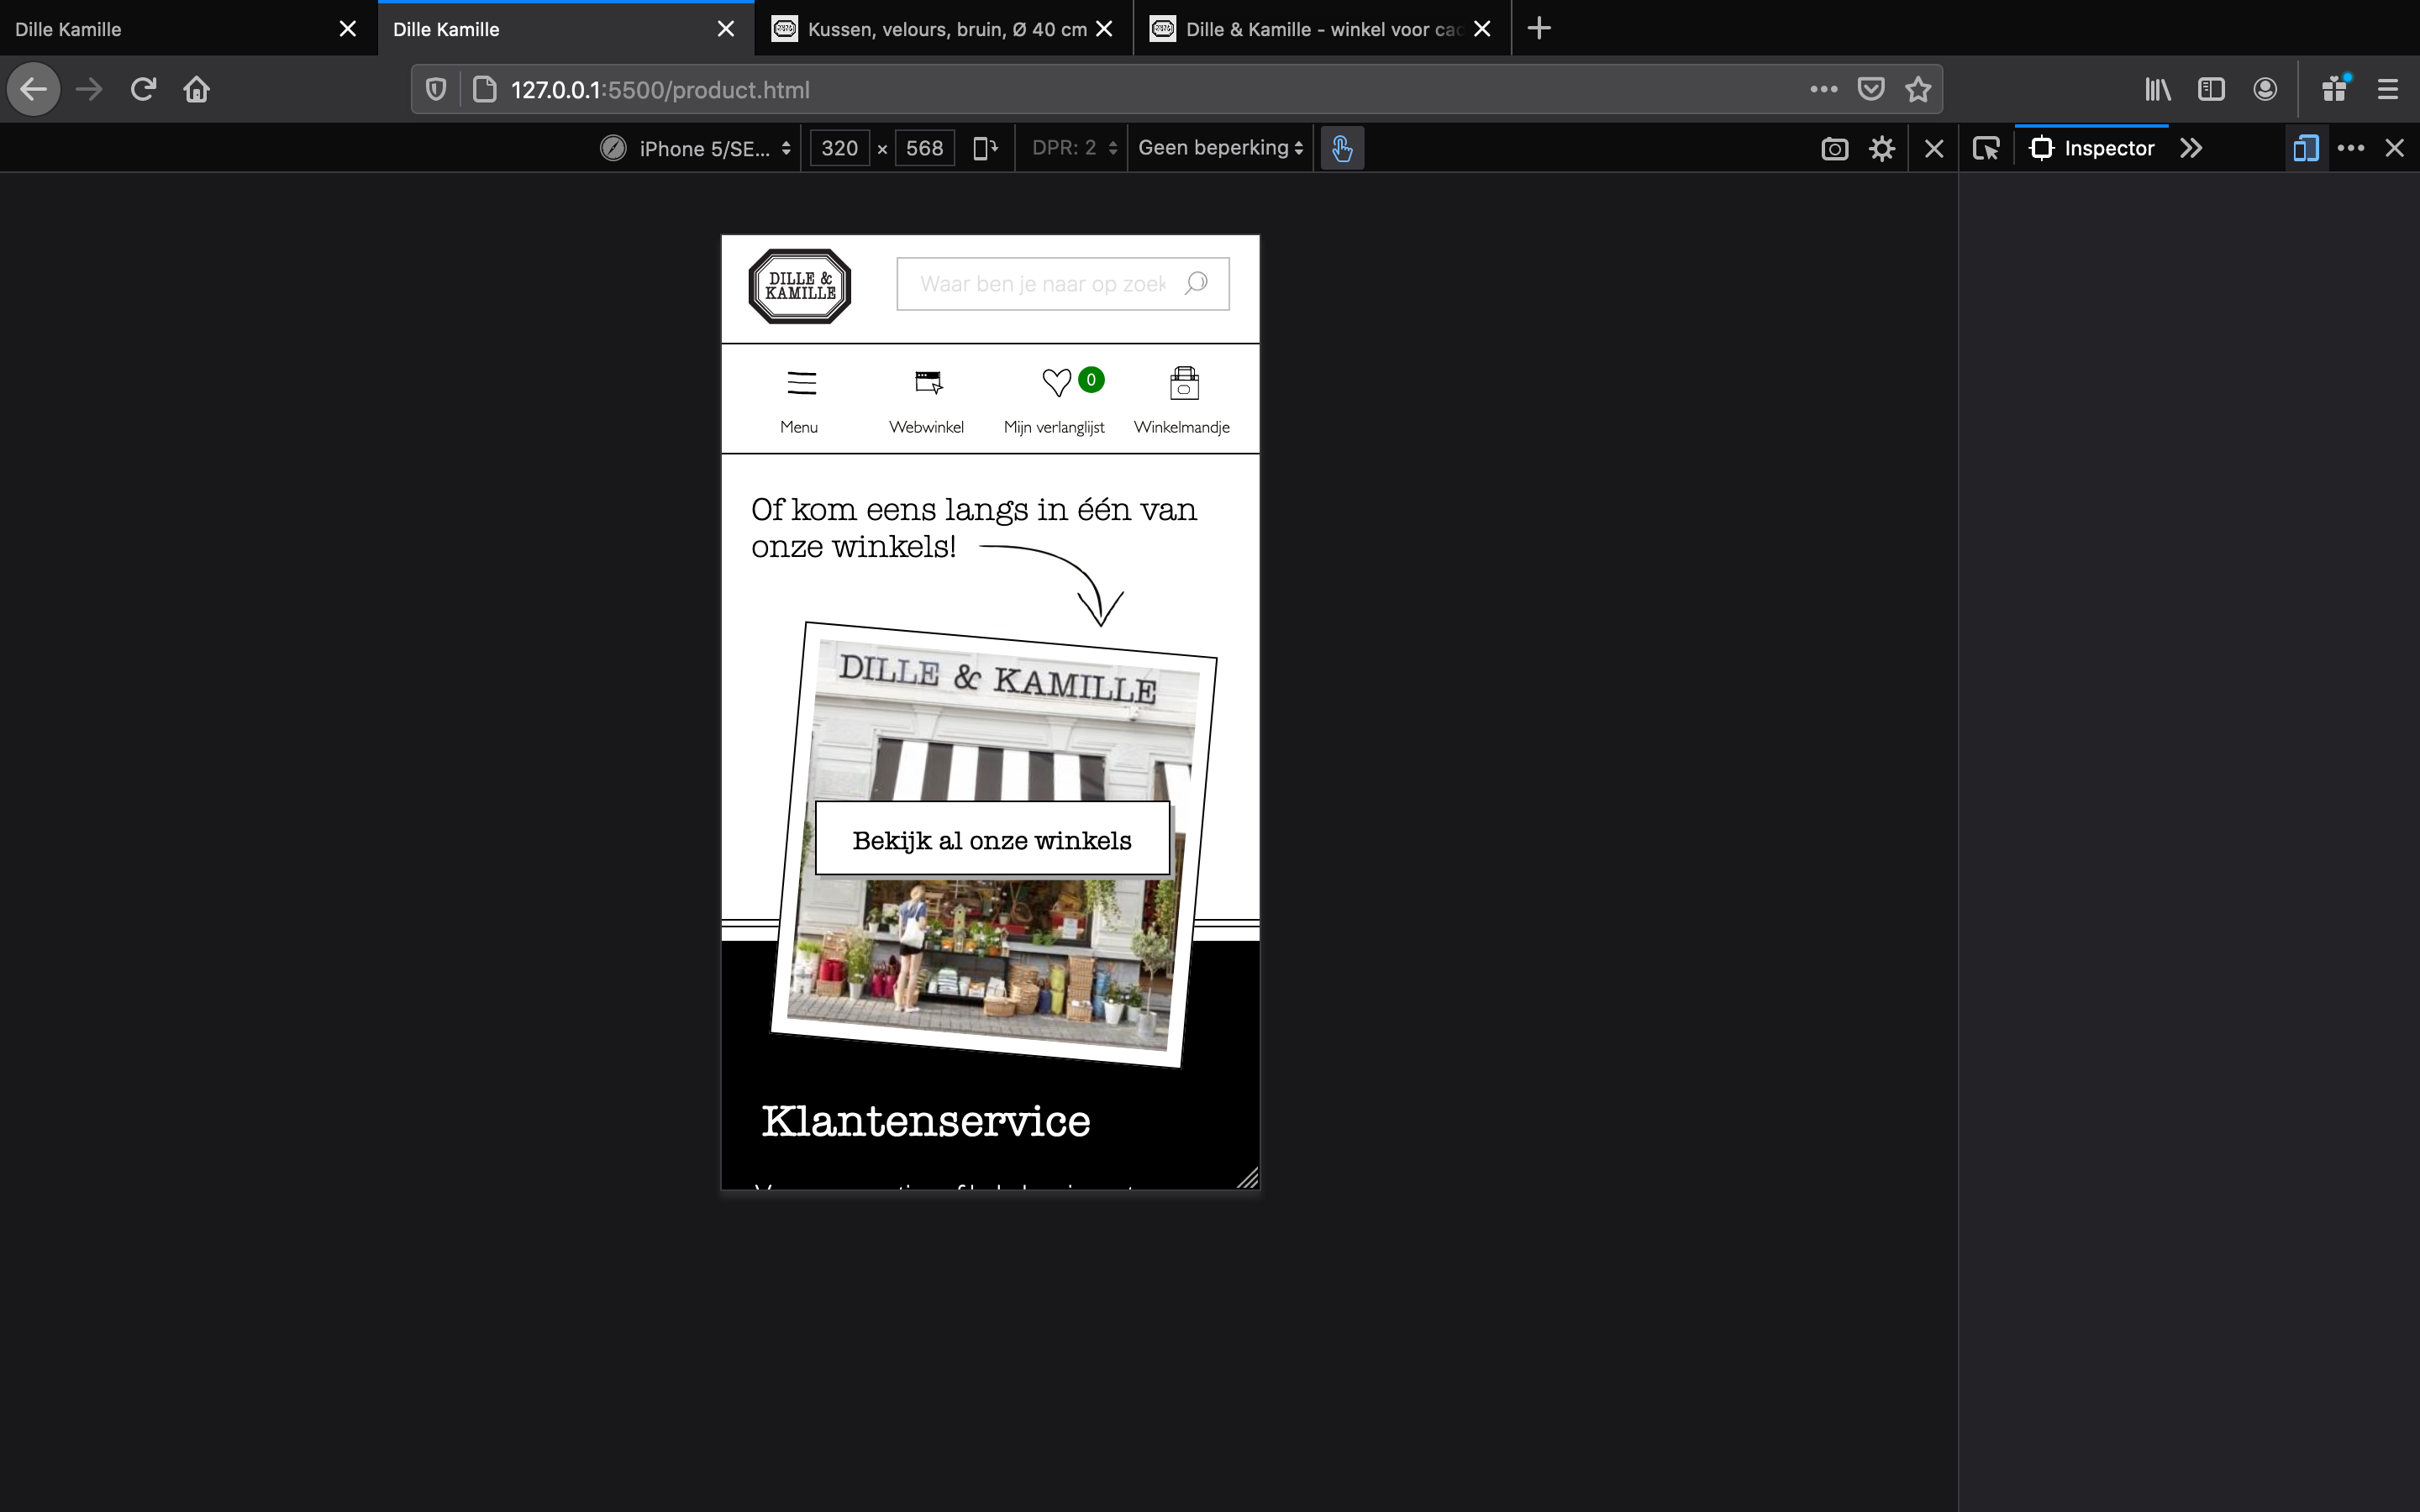 Dille Kamille
Dille Kamille
Kussen, velours, bruin, Ø 40 cm
Dille & Kamille - winkel voor cad
127.0.0.1:5500/product.html
iPhone 5/SE...
320 × 568
DPR: 2
Geen beperking
Inspector
DILLE &
KAMILLE
Waar ben je naar op zoek
Menu
Webwinkel
0
Mijn verlanglijst
Winkelmandje
Of kom eens langs in één van
onze winkels!
DILLE & KAMILLE
Bekijk al onze winkels
Klantenservice